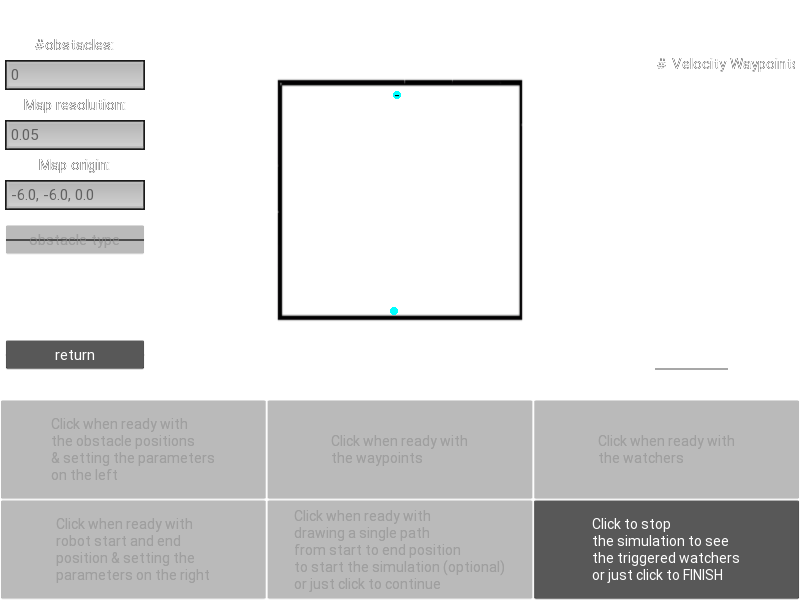 #obstacles:
0
Map resolution:
0.05
Map origin:
-6.0, -6.0, 0.0
obstacle type
return
# Velocity Waypoints
Click when ready with
the obstacle positions
& setting the parameters
on the left
Click when ready with
the waypoints
Click when ready with
the watchers
Click when ready with
robot start and end
position & setting the
parameters on the right
Click when ready with
drawing a single path
from start to end position
to start the simulation (optional)
or just click to continue
Click to stop
the simulation to see
the triggered watchers
or just click to FINISH